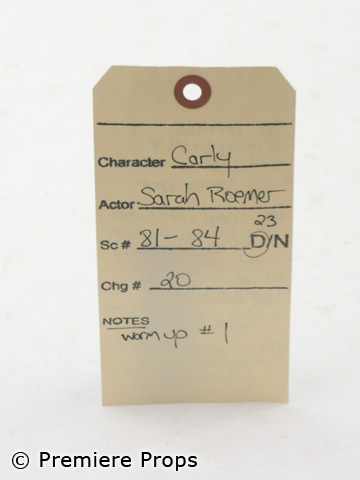 Character Carly
Actor Sarah Roemer
23
Sc # 81 - 84 D/N
Chg # 20
NOTES
warm up # 1
© Premiere Props